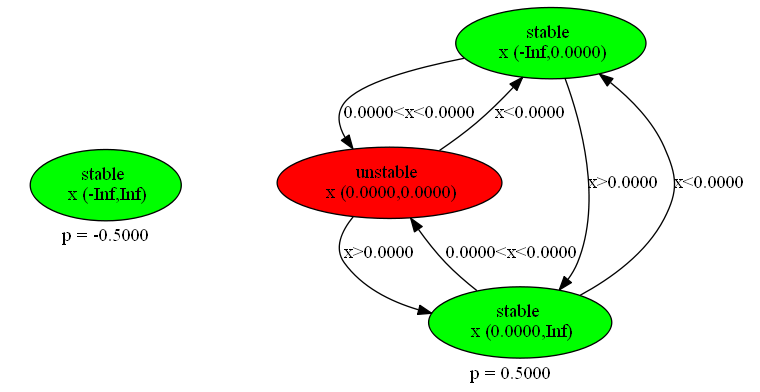 stable
x (-Inf,0.0000)
0.0000<x<0.0000
x<0.0000
stable
x (-Inf,Inf)
p = -0.5000
unstable
x (0.0000,0.0000)
x>0.0000
x<0.0000
x>0.0000
0.0000<x<0.0000
stable
x (0.0000,Inf)
p = 0.5000